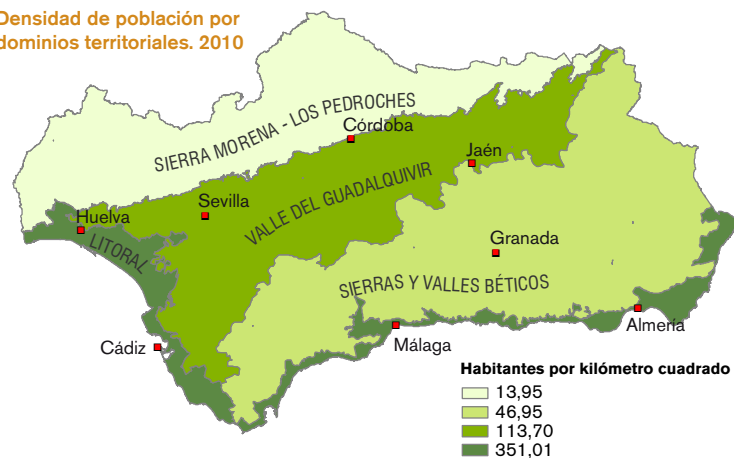 Densidad de población por
dominios territoriales. 2010
SIERRA MORENA - LOS PEDROCHES
Córdoba
Jaén
VALLE DEL GUADALQUIVIR
Sevilla
Huelva
LITORAL
Granada
SIERRAS Y VALLES BÉTICOS
Almería
Málaga
Cádiz
Habitantes por kilómetro cuadrado
13,95
46,95
113,70
351,01